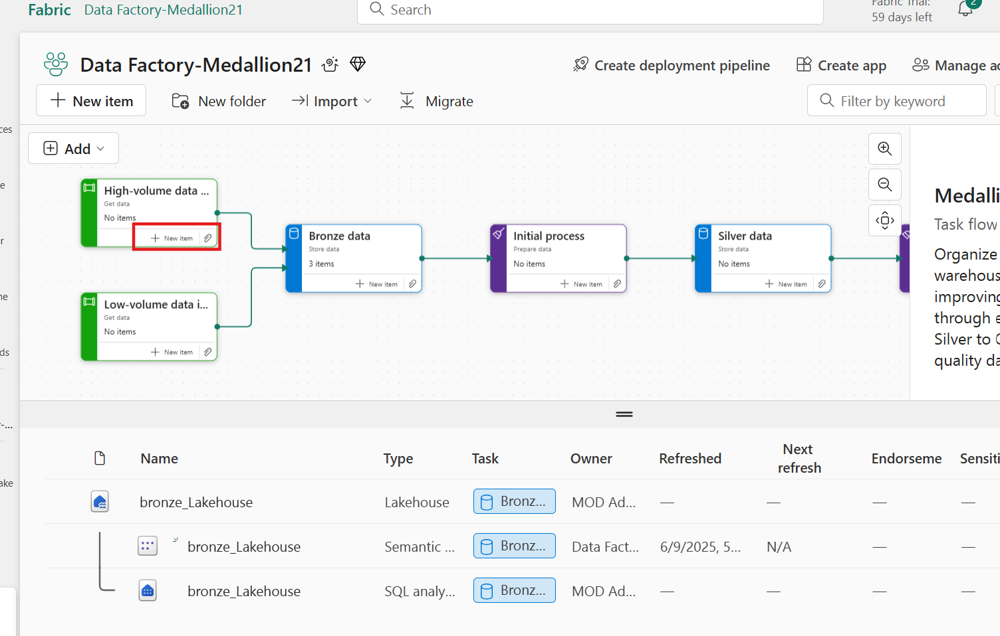 Fabric Data Factory-Medallion21
Search
Fabric Trial:
59 days left
2
Data Factory-Medallion21
Create deployment pipeline
Create app
Manage ac
New item
New folder
Import
Migrate
Filter by keyword
ces
Add
High-volume data ...
Get data
No items
New item
Bronze data
Store data
3 items
New item
Initial process
Prepare data
No items
New item
Silver data
Store data
No items
New item
Low-volume data i...
Get data
No items
New item
Medalli
Task flow
Organize
warehous
improving
through e
Silver to
quality da
ds
ake
Name Type Task Owner Refreshed Next refresh Endorseme Sensiti
bronze_Lakehouse Lakehouse Bronz... MOD Ad... — — — —
bronze_Lakehouse Semantic ... Bronz... Data Fact... 6/9/2025, 5... N/A — —
bronze_Lakehouse SQL analy... Bronz... MOD Ad... — — — —